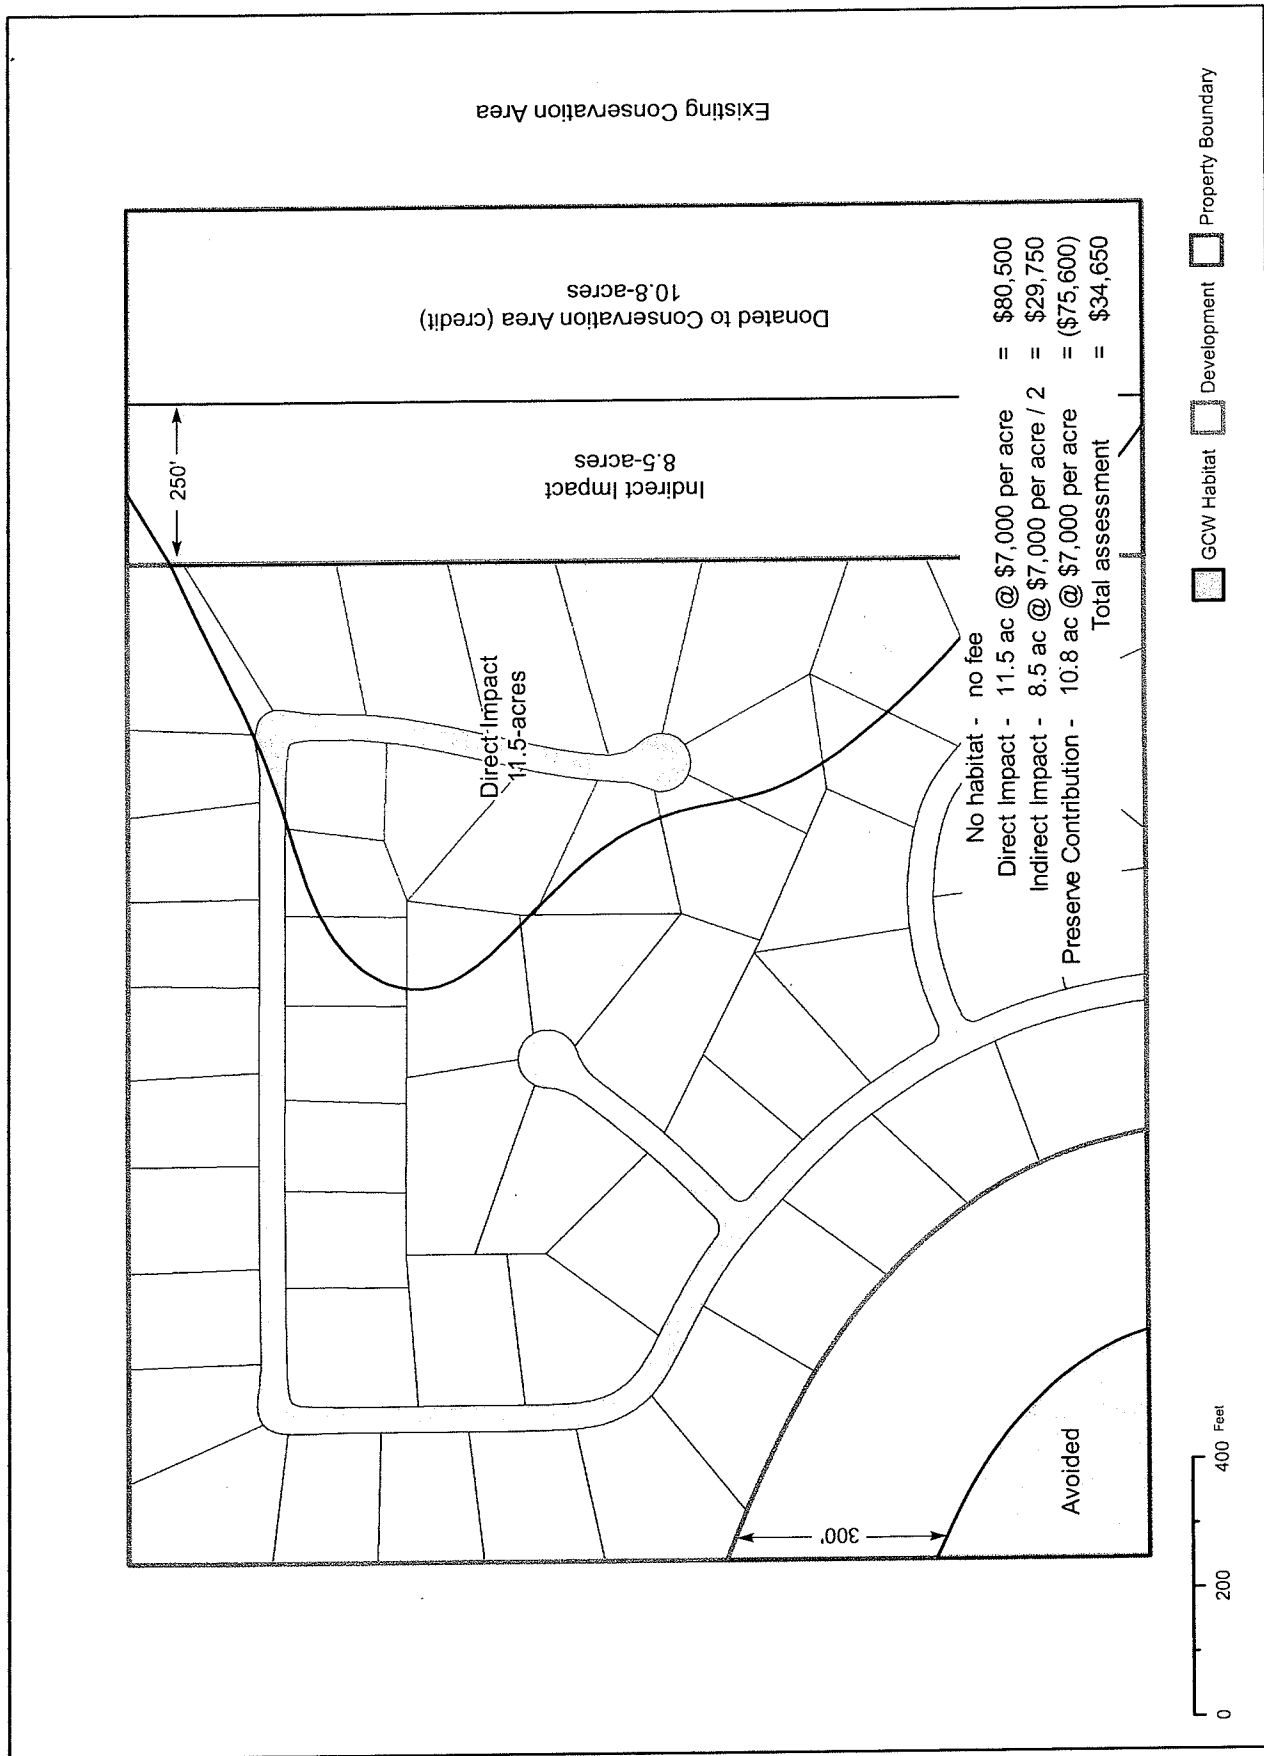 Existing Conservation Area
Donated to Conservation Area (credit)
10.8-acres
Indirect Impact
8.5-acres
250'
Direct Impact
11.5-acres
No habitat - no fee
Direct Impact - 11.5 ac @ $7,000 per acre = $80,500
Indirect Impact - 8.5 ac @ $7,000 per acre / 2 = $29,750
Preserve Contribution - 10.8 ac @ $7,000 per acre = ($75,600)
Total assessment = $34,650
300'
Avoided
0 200 400 Feet
GCW Habitat Development Property Boundary